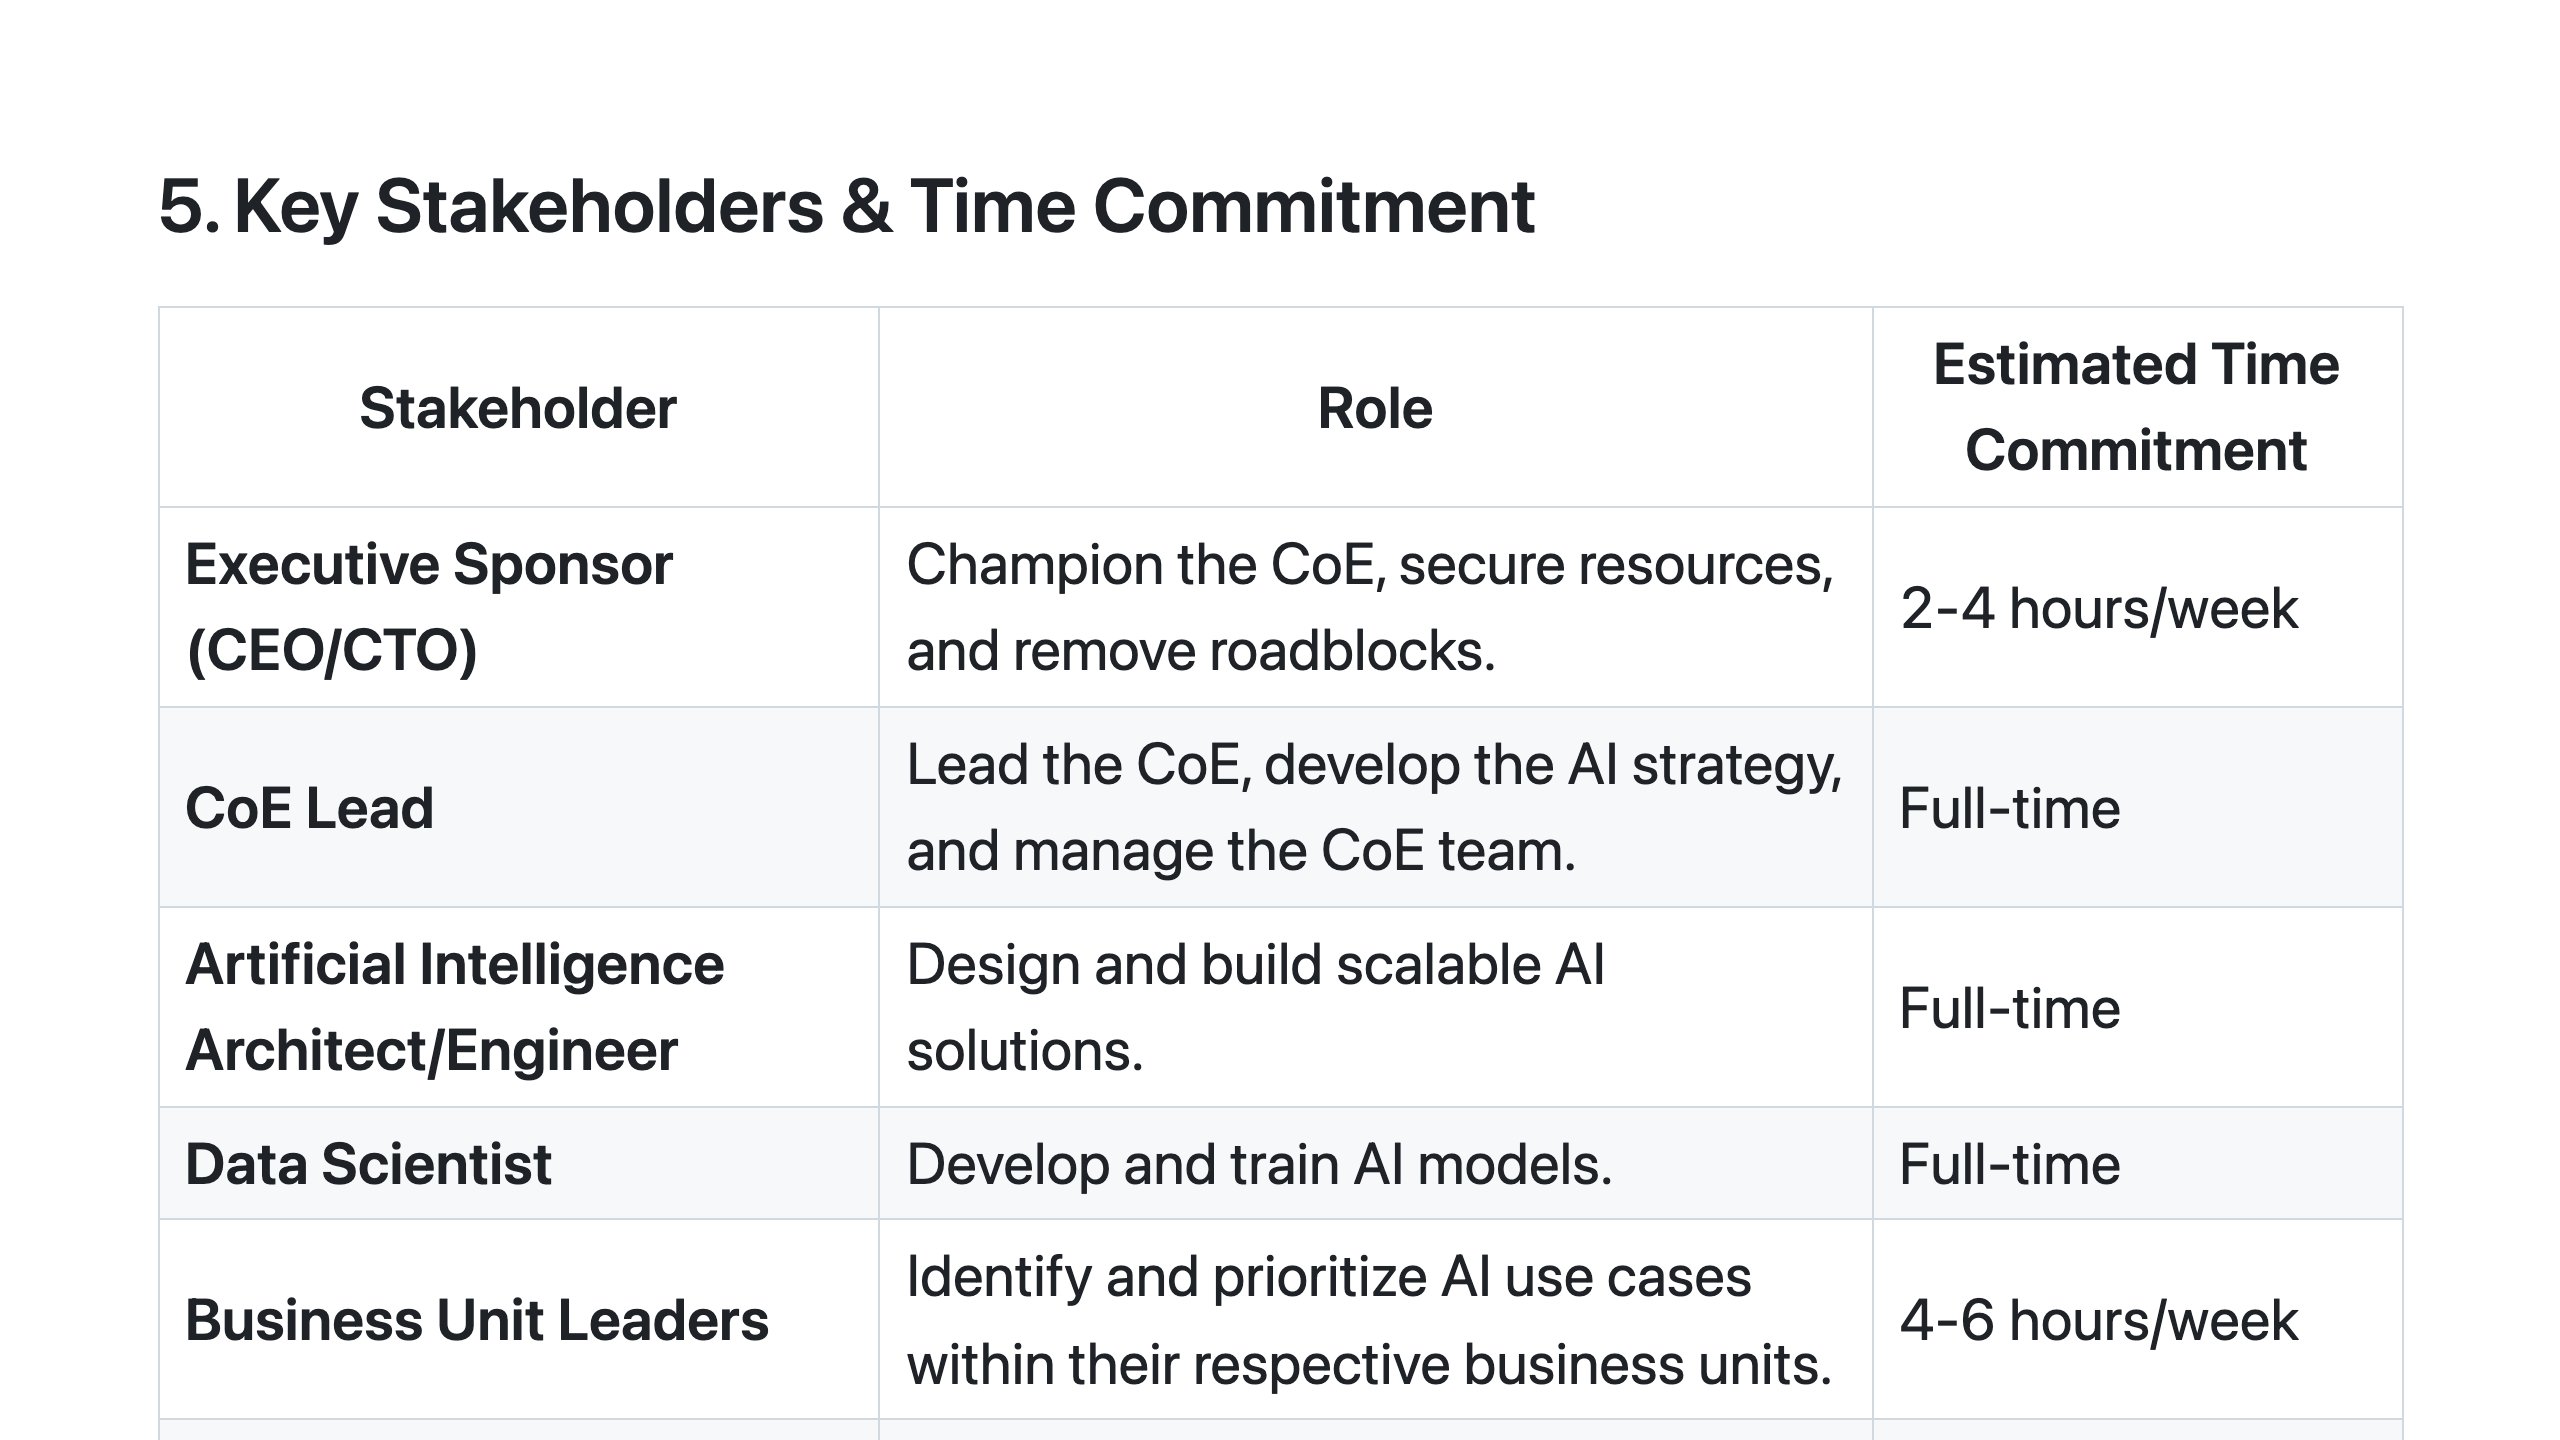 5. Key Stakeholders & Time Commitment
Stakeholder
Role
Estimated Time
Commitment
Executive Sponsor
(CEO/CTO)
Champion the CoE, secure resources,
and remove roadblocks.
2-4 hours/week
CoE Lead
Lead the CoE, develop the AI strategy,
and manage the CoE team.
Full-time
Artificial Intelligence
Architect/Engineer
Design and build scalable AI
solutions.
Full-time
Data Scientist
Develop and train AI models.
Full-time
Business Unit Leaders
Identify and prioritize AI use cases
within their respective business units.
4-6 hours/week